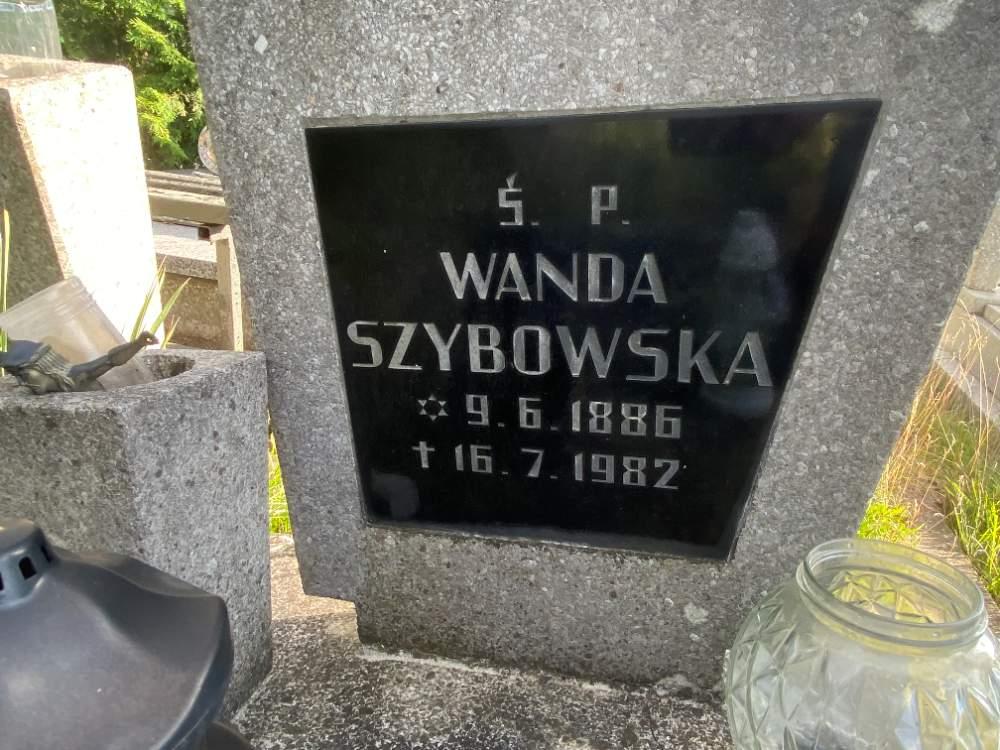 Ś. P.
WANDA
SZYBOWSKA
✡ 9. 6. 1886
✝ 16. 7. 1982